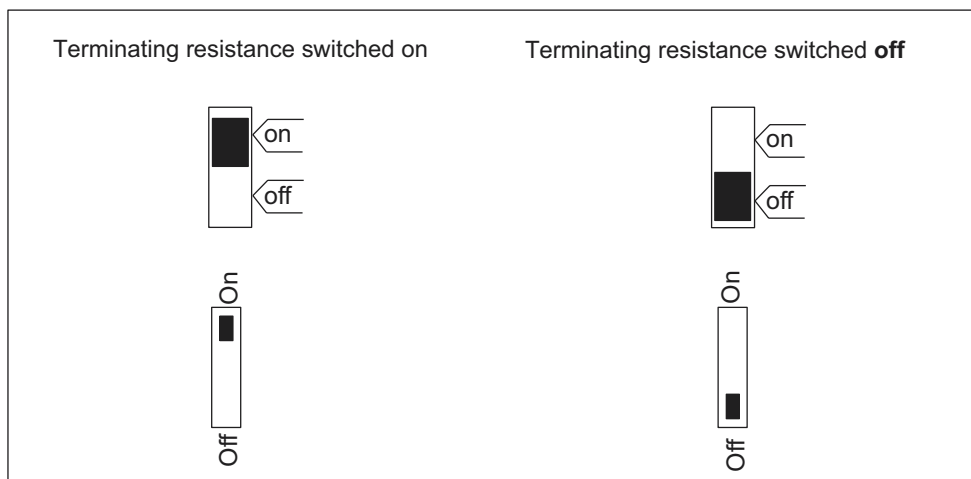 Terminating resistance switched on
Terminating resistance switched off
on
off
on
off
On
Off
On
Off